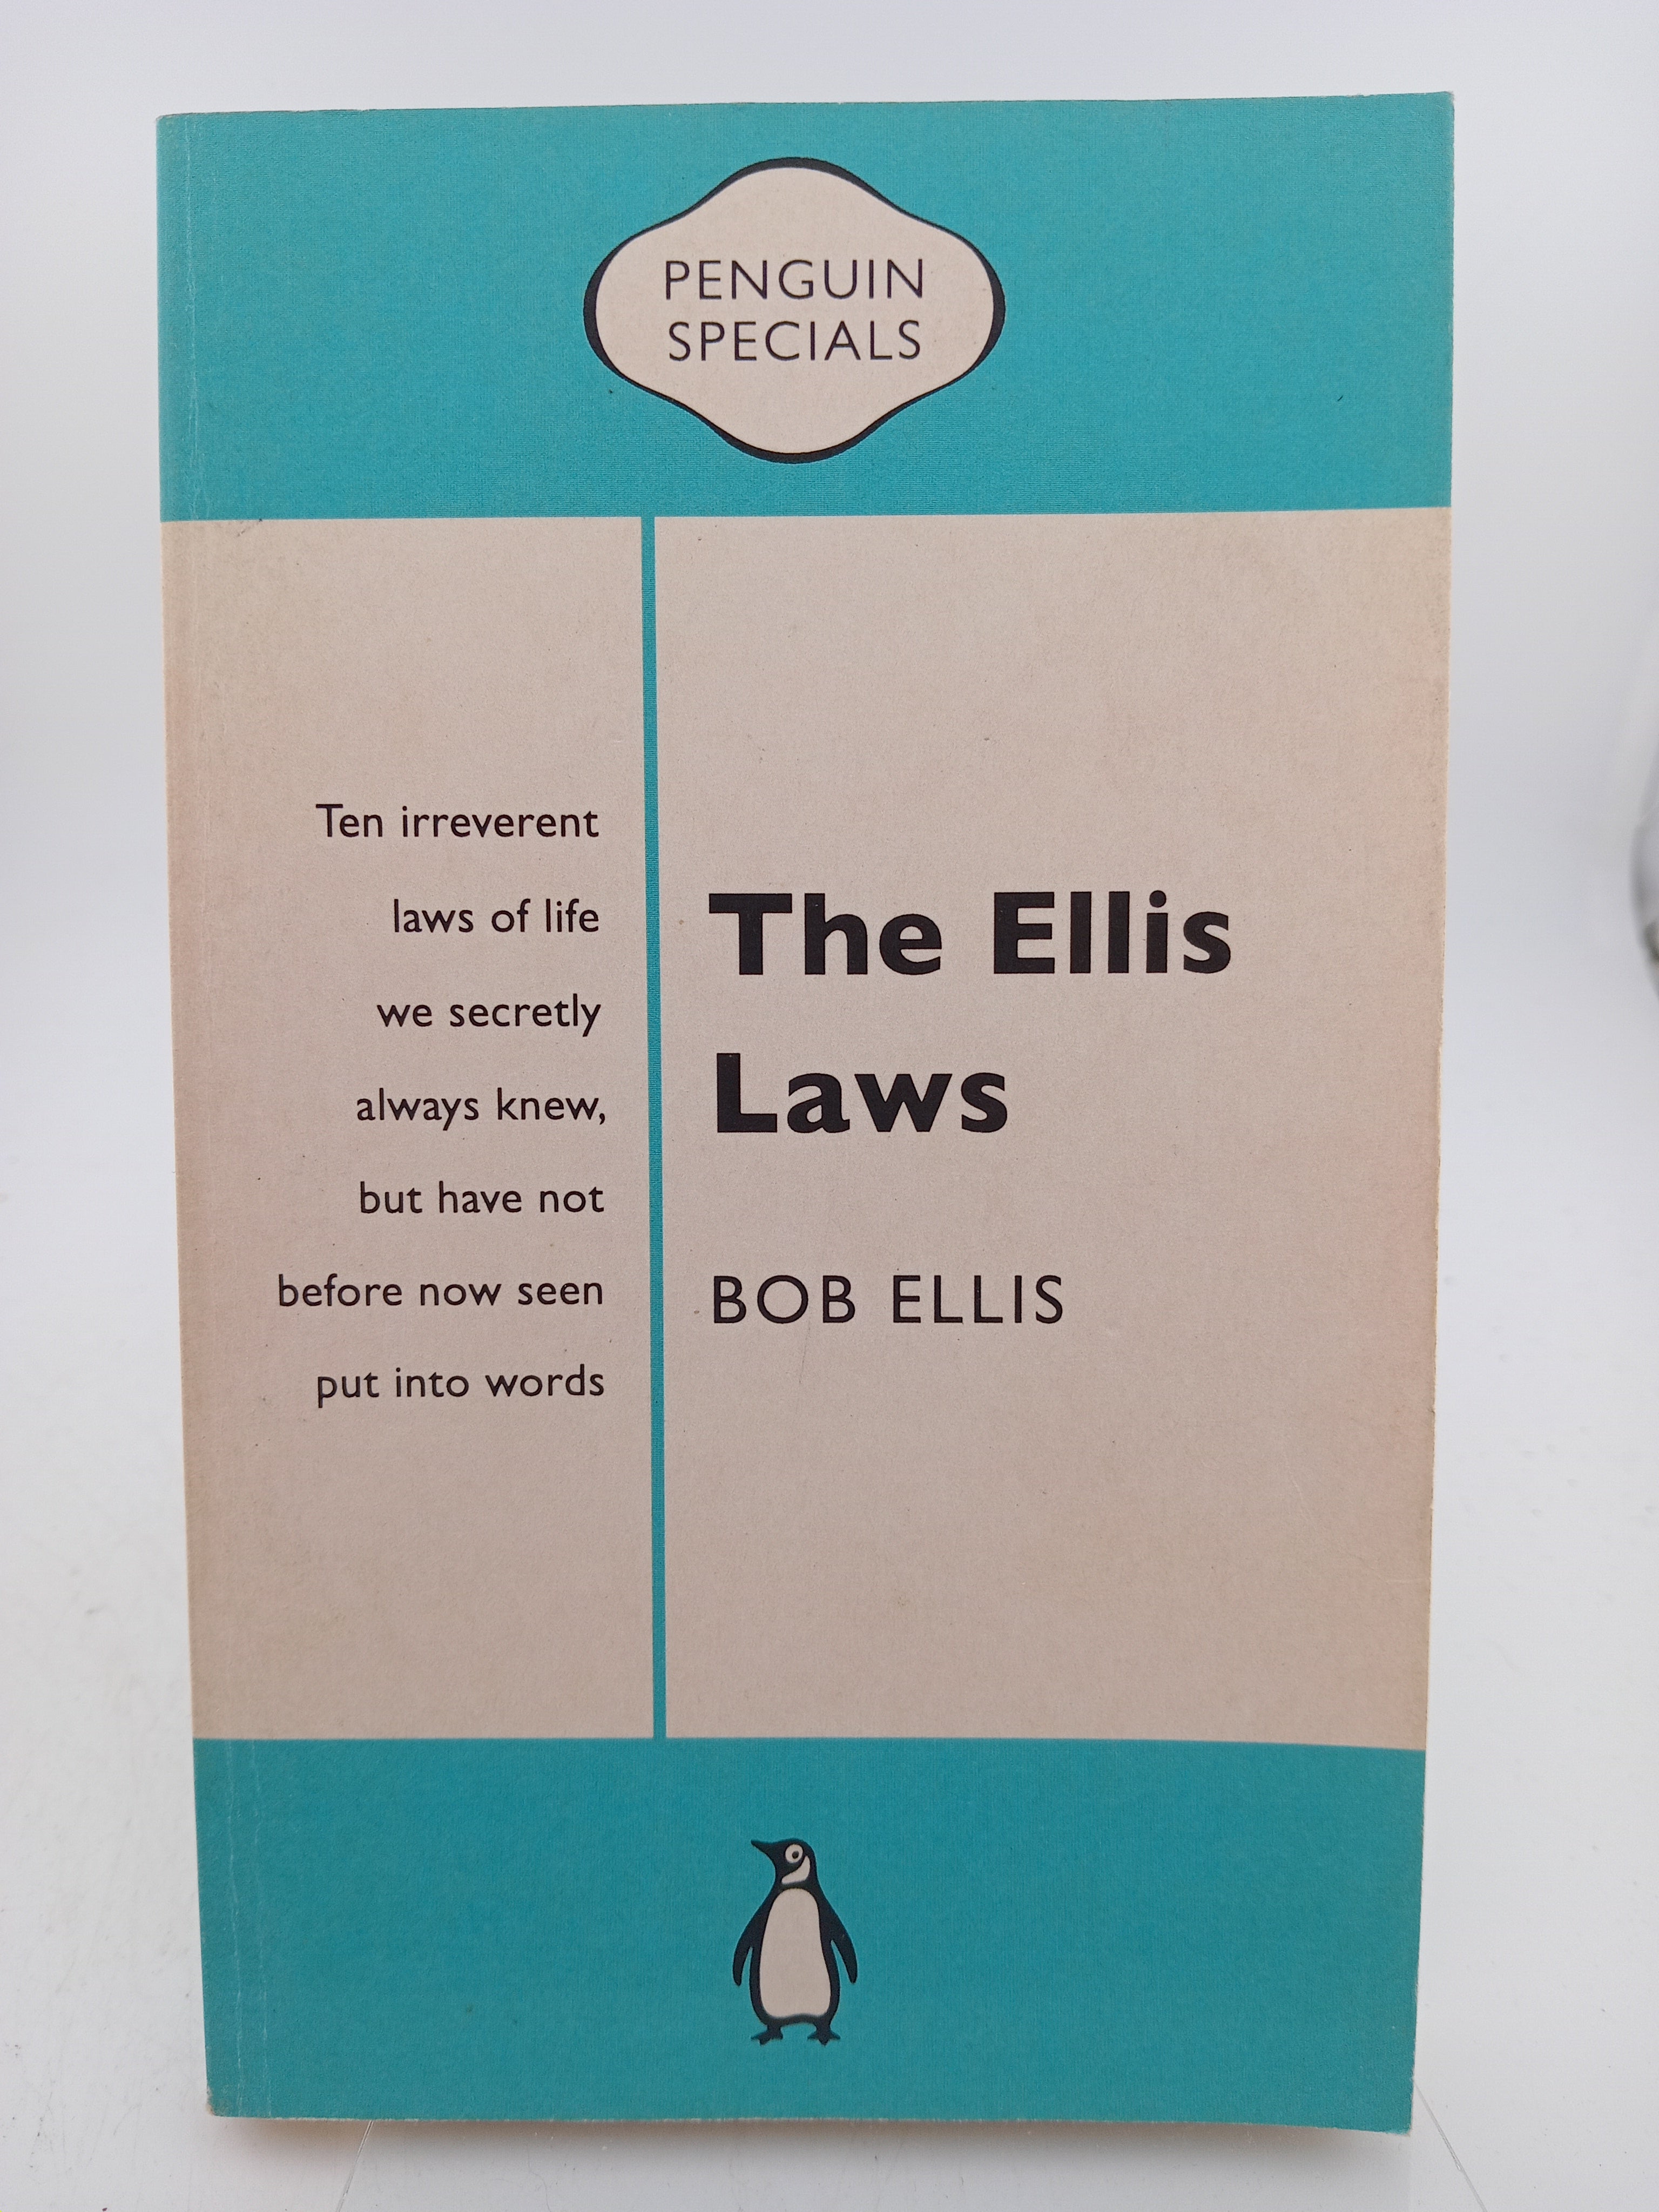 PENGUIN
SPECIALS
Ten irreverent
laws of life
we secretly
always knew,
but have not
before now seen
put into words
The Ellis
Laws
BOB ELLIS